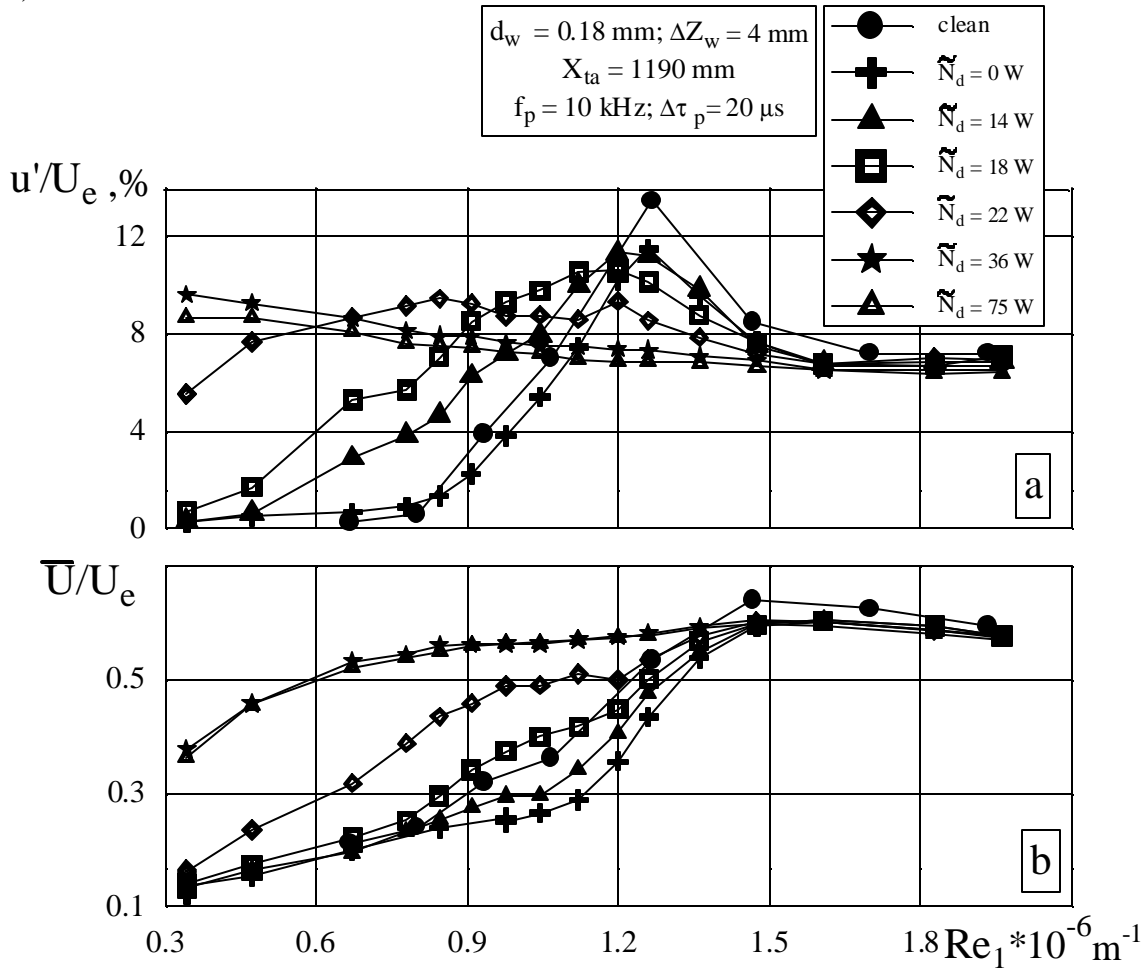 d_w = 0.18 mm; ΔZ_w = 4 mm
X_ta = 1190 mm
f_p = 10 kHz; Δτ_p = 20 μs
clean
Ñ_d = 0 W
Ñ_d = 14 W
Ñ_d = 18 W
Ñ_d = 22 W
Ñ_d = 36 W
Ñ_d = 75 W
u'/U_e ,%
12
8
4
0
a
U̅/U_e
0.5
0.3
0.1
b
0.3 0.6 0.9 1.2 1.5 1.8 Re_1*10^-6 m^-1